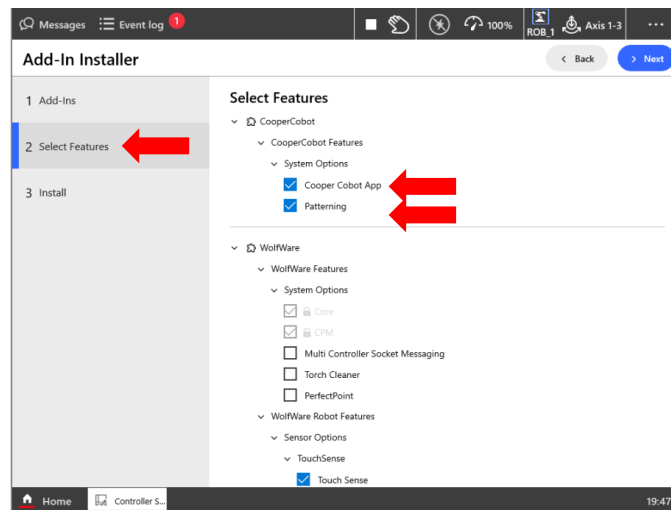 Messages
Event log
1
100%
ROB_1
Axis 1-3
...
Add-In Installer
< Back
> Next
1 Add-Ins
2 Select Features
3 Install
Select Features
CooperCobot
CooperCobot Features
System Options
Cooper Cobot App
Patterning
WolfWare
WolfWare Features
System Options
Core
CPM
Multi Controller Socket Messaging
Torch Cleaner
PerfectPoint
WolfWare Robot Features
Sensor Options
TouchSense
Touch Sense
Home
Controller S...
19:47